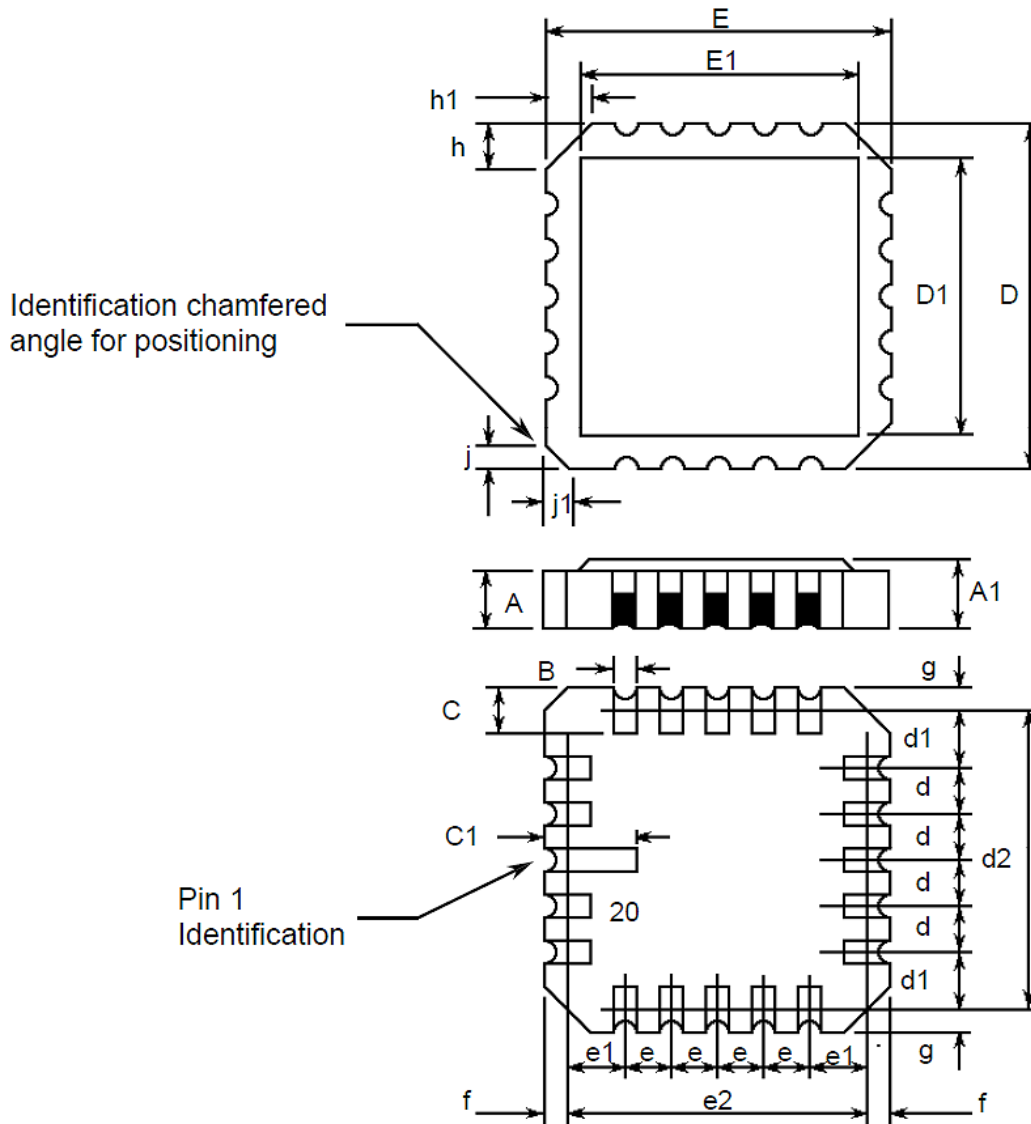 E
E1
h1
h
Identification chamfered
angle for positioning
D1
D
j
j1
A
A1
B
g
C
d1
d
C1
d
d2
Pin 1
Identification
20
d
d
d1
e1
e
e
e
e
e1
g
f
e2
f